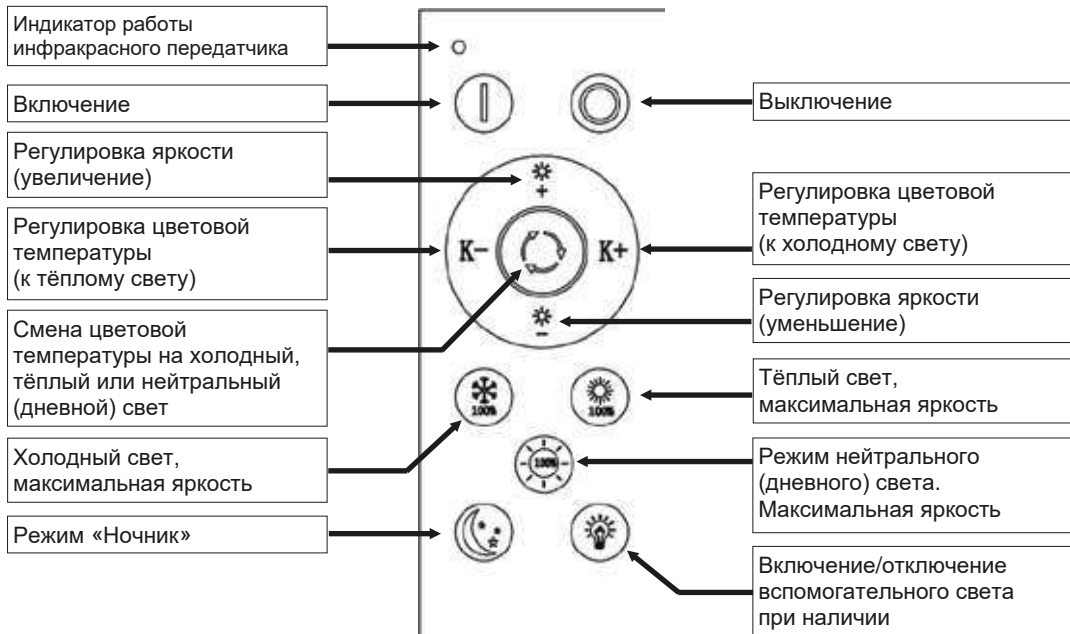 Индикатор работы
инфракрасного передатчика
Включение
Выключение
Регулировка яркости
(увеличение)
Регулировка цветовой
температуры
(к тёплому свету)
Регулировка цветовой
температуры
(к холодному свету)
Регулировка яркости
(уменьшение)
Смена цветовой
температуры на холодный,
тёплый или нейтральный
(дневной) свет
Тёплый свет,
максимальная яркость
Холодный свет,
максимальная яркость
Режим нейтрального
(дневного) света.
Максимальная яркость
Режим «Ночник»
Включение/отключение
вспомогательного света
при наличии
+
K−
K+
−
100%
100%
100%